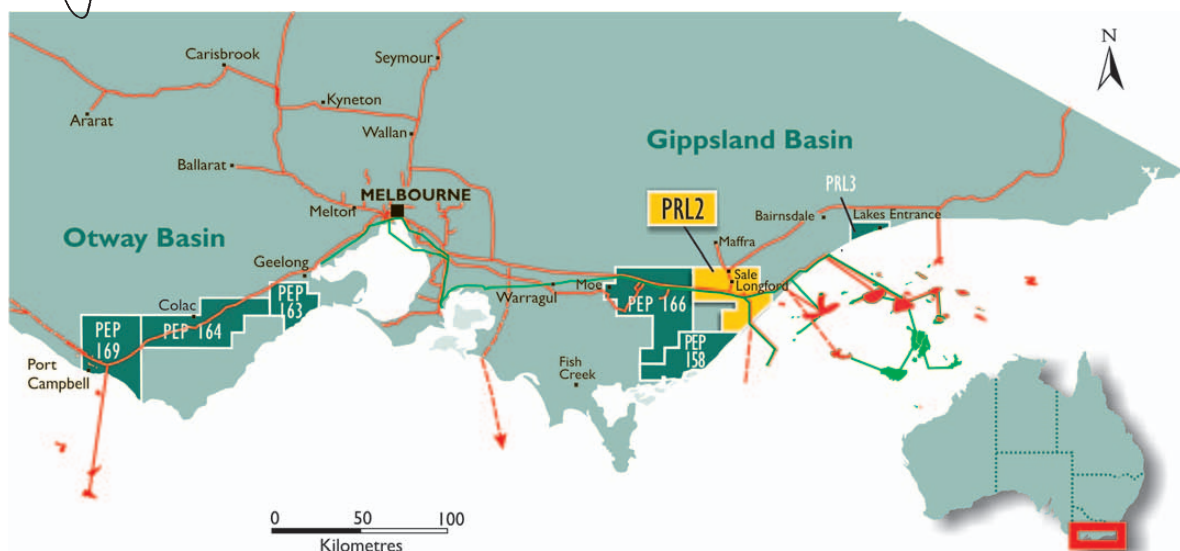 N
Carisbrook
Seymour
Kyneton
Ararat
Wallan
Gippsland Basin
Ballarat
PRL3
MELBOURNE
Melton
PRL2
Bairnsdale
Lakes Entrance
Otway Basin
Maffra
Geelong
Sale
Longford
Moe
Warragul
Colac
PEP
163
PEP 166
PEP
169
PEP 164
PEP
158
Port
Campbell
Fish
Creek
0 50 100
Kilometres